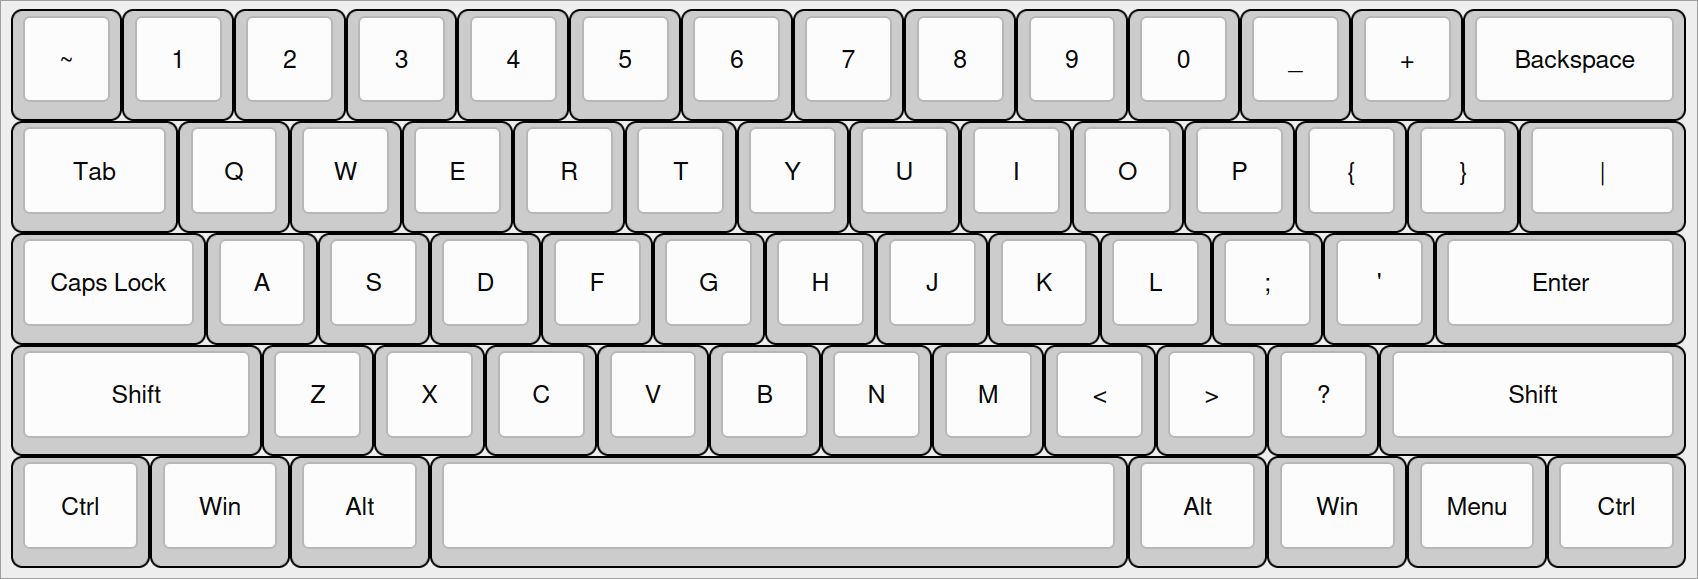 ~ 1 2 3 4 5 6 7 8 9 0 _ + Backspace
Tab Q W E R T Y U I O P { } |
Caps Lock A S D F G H J K L ; ' Enter
Shift Z X C V B N M < > ? Shift
Ctrl Win Alt Alt Win Menu Ctrl